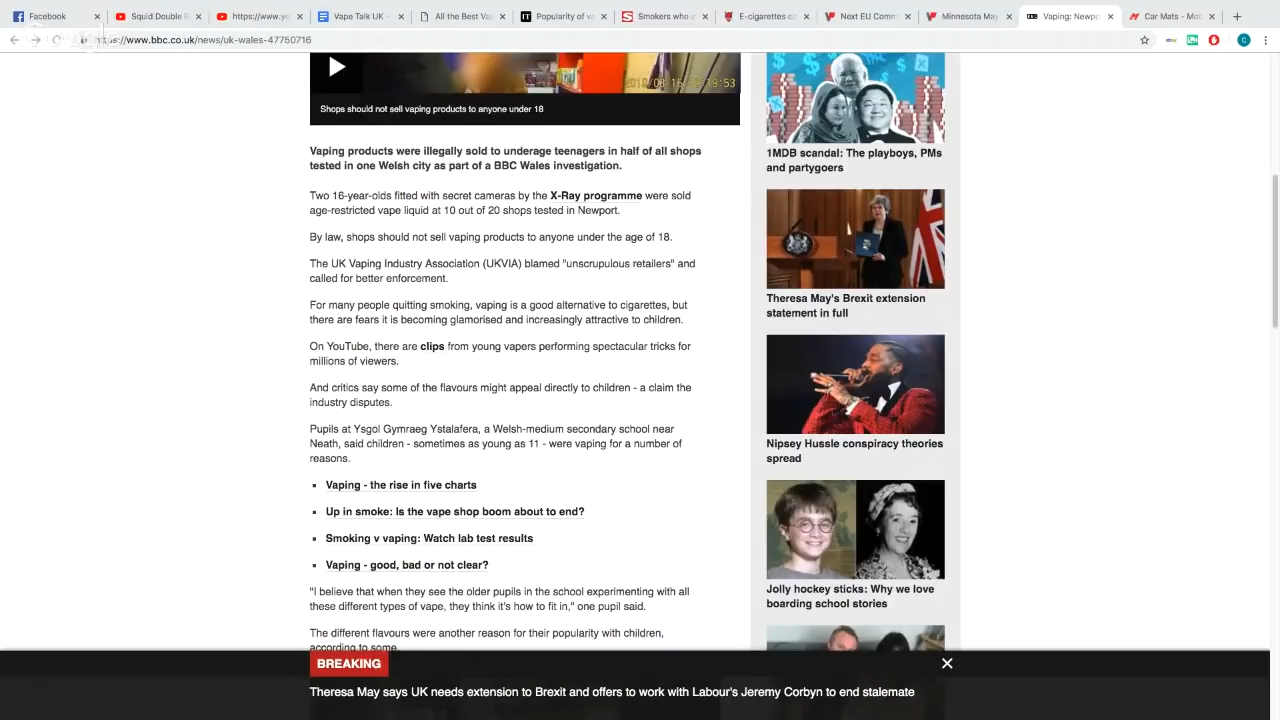 Facebook
Squid Double R
https://www.ye
Vape Talk UK -
All the Best Va
Popularity of va
Smokers who s
E-cigarettes co
Next EU Comm
Minnesota May
Vaping: Newpo
Car Mats - Mot
https://www.bbc.co.uk/news/uk-wales-47750716
Shops should not sell vaping products to anyone under 18
Vaping products were illegally sold to underage teenagers in half of all shops
tested in one Welsh city as part of a BBC Wales investigation.
Two 16-year-olds fitted with secret cameras by the X-Ray programme were sold
age-restricted vape liquid at 10 out of 20 shops tested in Newport.
By law, shops should not sell vaping products to anyone under the age of 18.
The UK Vaping Industry Association (UKVIA) blamed "unscrupulous retailers" and
called for better enforcement.
For many people quitting smoking, vaping is a good alternative to cigarettes, but
there are fears it is becoming glamorised and increasingly attractive to children.
On YouTube, there are clips from young vapers performing spectacular tricks for
millions of viewers.
And critics say some of the flavours might appeal directly to children - a claim the
industry disputes.
Pupils at Ysgol Gymraeg Ystalafera, a Welsh-medium secondary school near
Neath, said children - sometimes as young as 11 - were vaping for a number of
reasons.
Vaping - the rise in five charts
Up in smoke: Is the vape shop boom about to end?
Smoking v vaping: Watch lab test results
Vaping - good, bad or not clear?
"I believe that when they see the older pupils in the school experimenting with all
these different types of vape, they think it's how to fit in," one pupil said.
The different flavours were another reason for their popularity with children,
according to some.
1MDB scandal: The playboys, PMs
and partygoers
Theresa May's Brexit extension
statement in full
Nipsey Hussle conspiracy theories
spread
Jolly hockey sticks: Why we love
boarding school stories
BREAKING
Theresa May says UK needs extension to Brexit and offers to work with Labour's Jeremy Corbyn to end stalemate